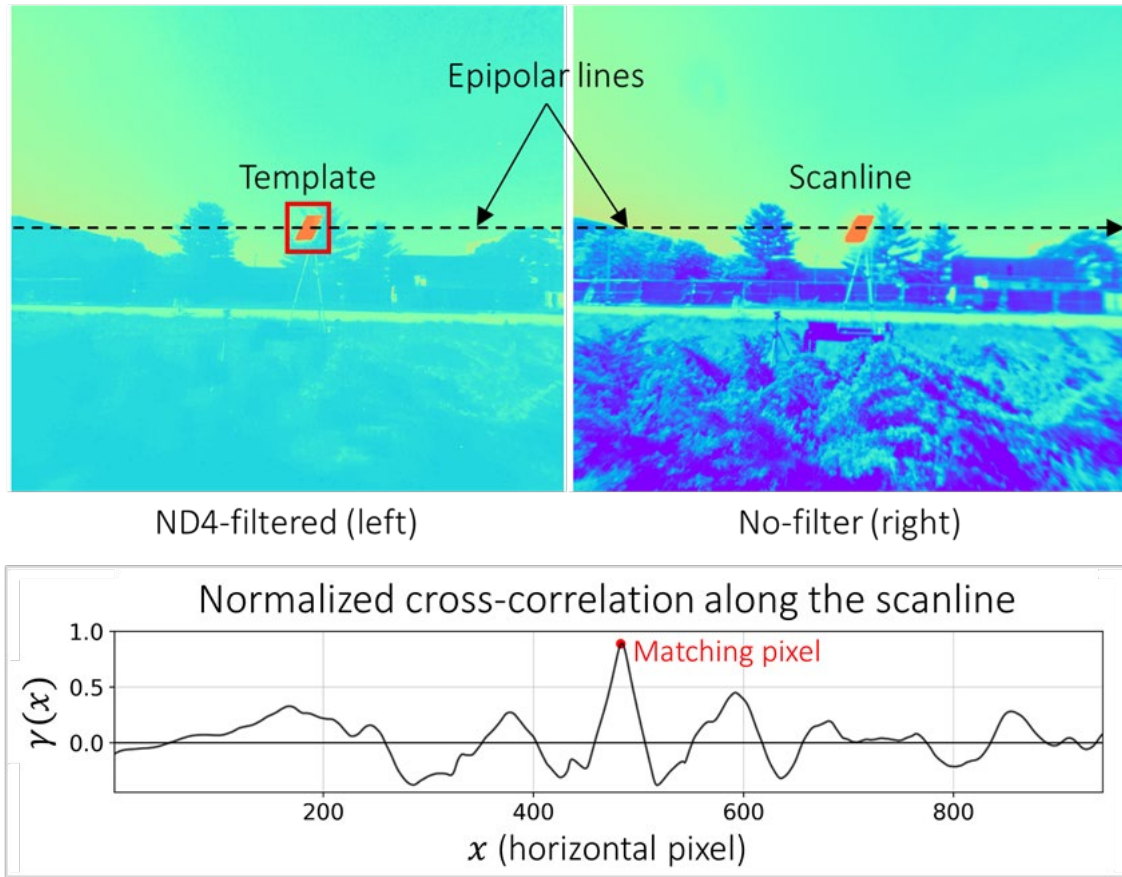 Epipolar lines
Template
Scanline
ND4-filtered (left)
No-filter (right)
Normalized cross-correlation along the scanline
1.0
Matching pixel
0.5
γ(x)
0.0
200
400
600
800
x (horizontal pixel)